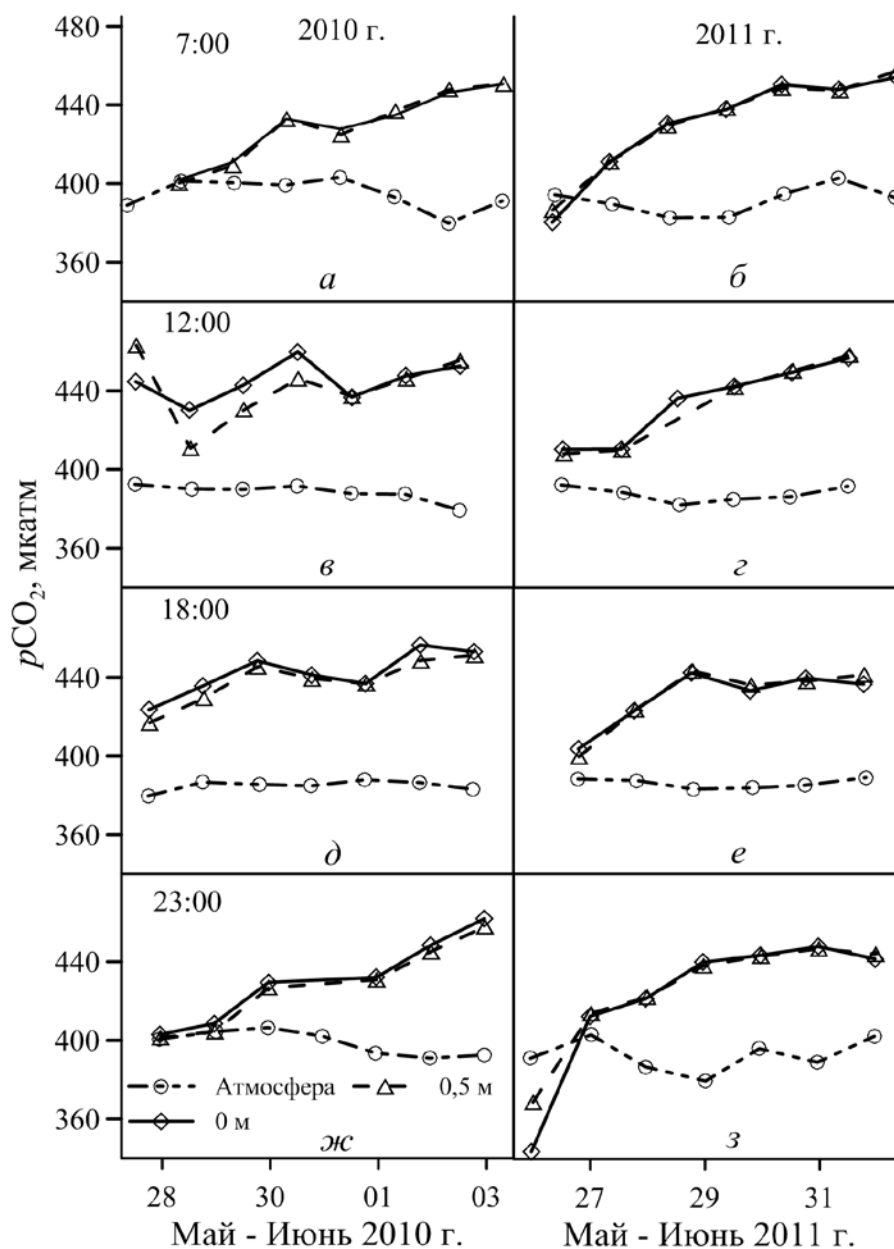 480
2010 г.
2011 г.
7:00
440
400
360
а
б
12:00
440
400
360
в
г
pCO₂, мкатм
18:00
440
400
360
д
е
23:00
440
400
360
Атмосфера
0,5 м
0 м
ж
з
28
30
01
03
27
29
31
Май - Июнь 2010 г.
Май - Июнь 2011 г.